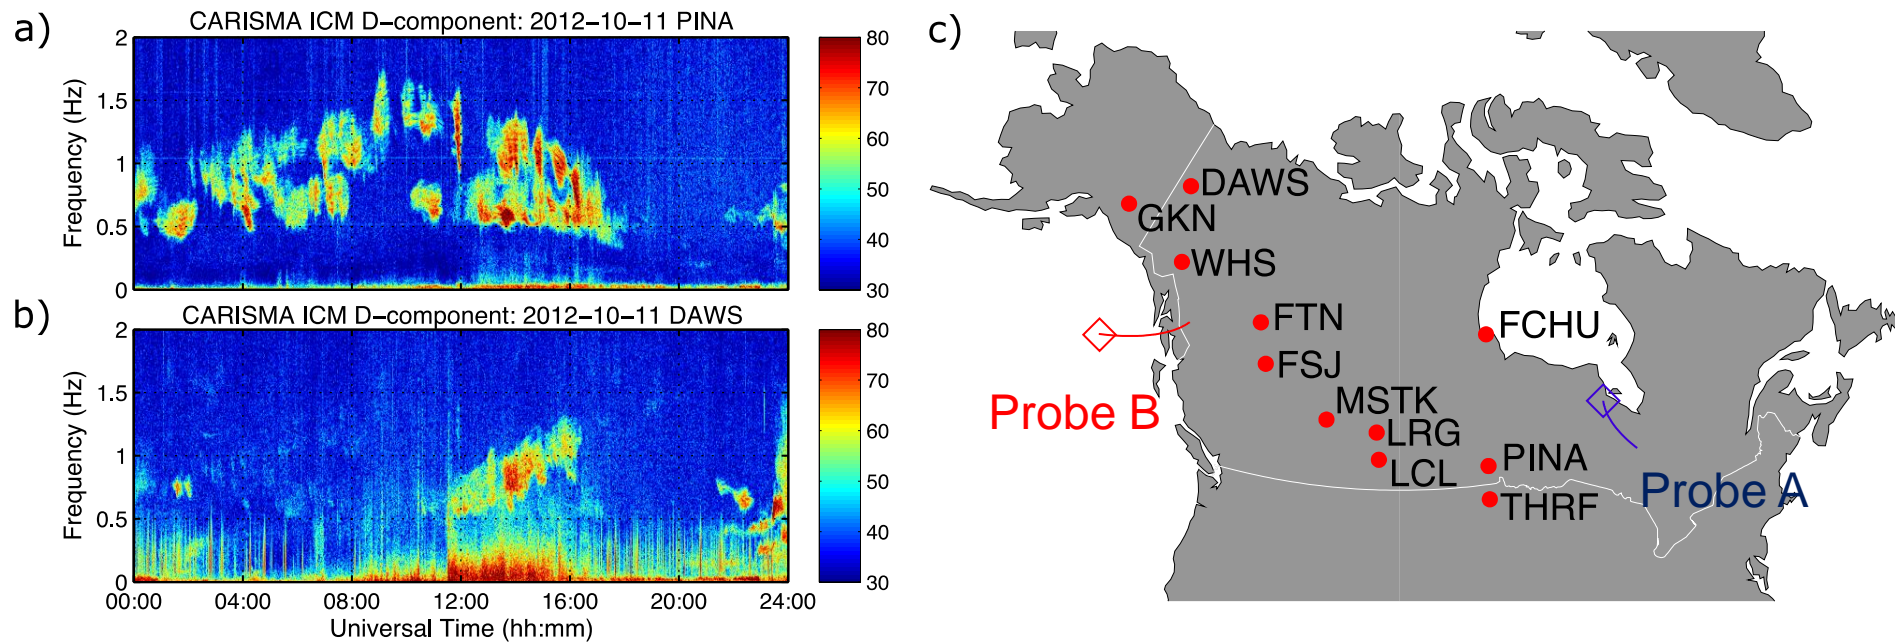 a)
CARISMA ICM D−component: 2012−10−11 PINA
2
1.5
1
0.5
0
Frequency (Hz)
80
70
60
50
40
30
b)
CARISMA ICM D−component: 2012−10−11 DAWS
2
1.5
1
0.5
0
Frequency (Hz)
00:00 04:00 08:00 12:00 16:00 20:00 24:00
Universal Time (hh:mm)
80
70
60
50
40
30
c)
DAWS
GKN
WHS
FTN
FCHU
FSJ
Probe B
MSTK
LRG
LCL
PINA
Probe A
THRF